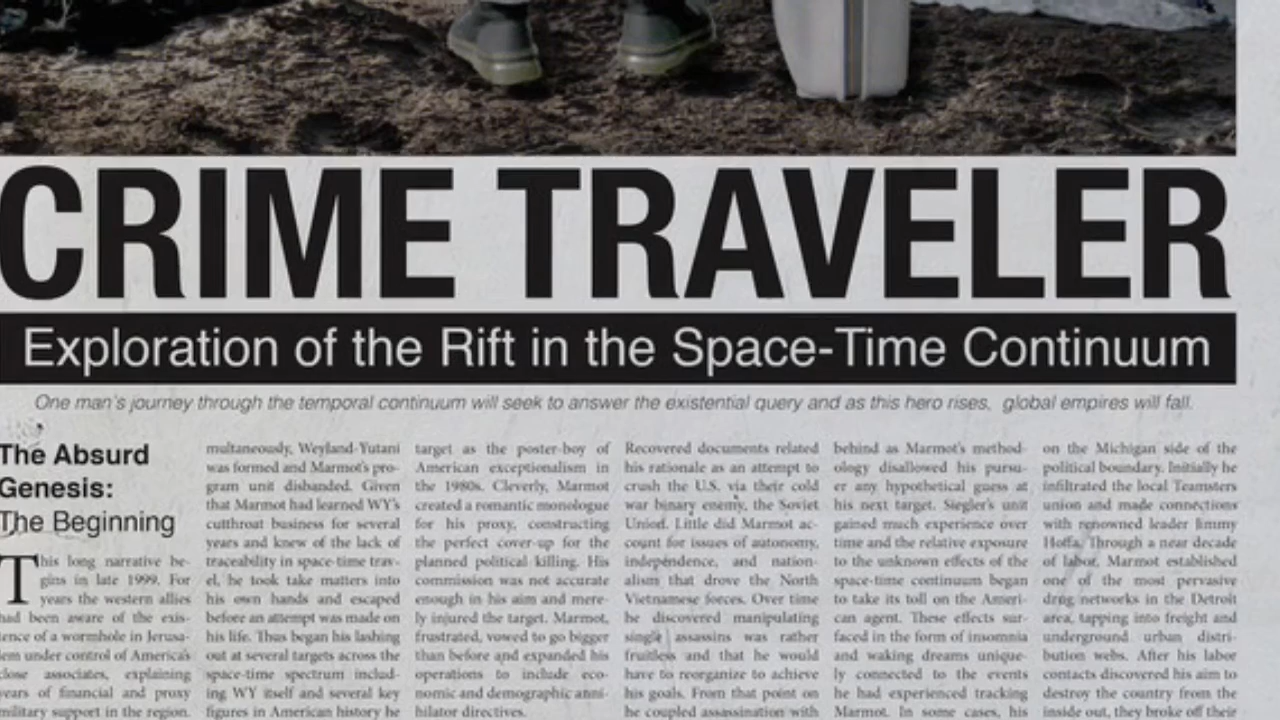 CRIME TRAVELER
Exploration of the Rift in the Space-Time Continuum
One man's journey through the temporal continuum will seek to answer the existential query and as this hero rises, global empires will fall.
The Absurd
Genesis:
The Beginning
This long narrative be-
gins in late 1999. For
years the western allies
had been aware of the exis-
tence of a wormhole in Jerusa-
lem under control of America's
close associates, explaining
years of financial and proxy
military support in the region.
multaneously, Weyland-Yutani
was formed and Marmot's pro-
gram unit disbanded. Given
that Marmot had learned WY's
cutthroat business for several
years and knew of the lack of
traceability in space-time trav-
el, he took take matters into
his own hands and escaped
before an attempt was made on
his life. Thus began his lashing
out at several targets across the
space-time spectrum includ-
ing WY itself and several key
figures in American history he
target as the poster-boy of
American exceptionalism in
the 1980s. Cleverly, Marmot
created a romantic monologue
for his proxy, constructing
the perfect cover-up for the
planned political killing. His
commission was not accurate
enough in his aim and mere-
ly injured the target. Marmot,
frustrated, vowed to go bigger
than before and expanded his
operations to include eco-
nomic and demographic anni-
hilator directives.
Recovered documents related
his rationale as an attempt to
crush the U.S. via their cold
war binary enemy, the Soviet
Union. Little did Marmot ac-
count for issues of autonomy,
independence, and nation-
alism that drove the North
Vietnamese forces. Over time
he discovered manipulating
single assassins was rather
fruitless and that he would
have to reorganize to achieve
his goals. From that point on
he coupled assassination with
behind as Marmot's method-
ology disallowed his pursu-
er any hypothetical guess at
his next target. Siegler's unit
gained much experience over
time and the relative exposure
to the unknown effects of the
space-time continuum began
to take its toll on the Ameri-
can agent. These effects sur-
faced in the form of insomnia
and waking dreams unique-
ly connected to the events
he had experienced tracking
Marmot. In some cases, his
on the Michigan side of the
political boundary. Initially he
infiltrated the local Teamsters
union and made connections
with renowned leader Jimmy
Hoffa. Through a near decade
of labor, Marmot established
one of the most pervasive
drug networks in the Detroit
area, tapping into freight and
underground urban distri-
bution webs. After his labor
contacts discovered his aim to
destroy the country from the
inside out, they broke off their